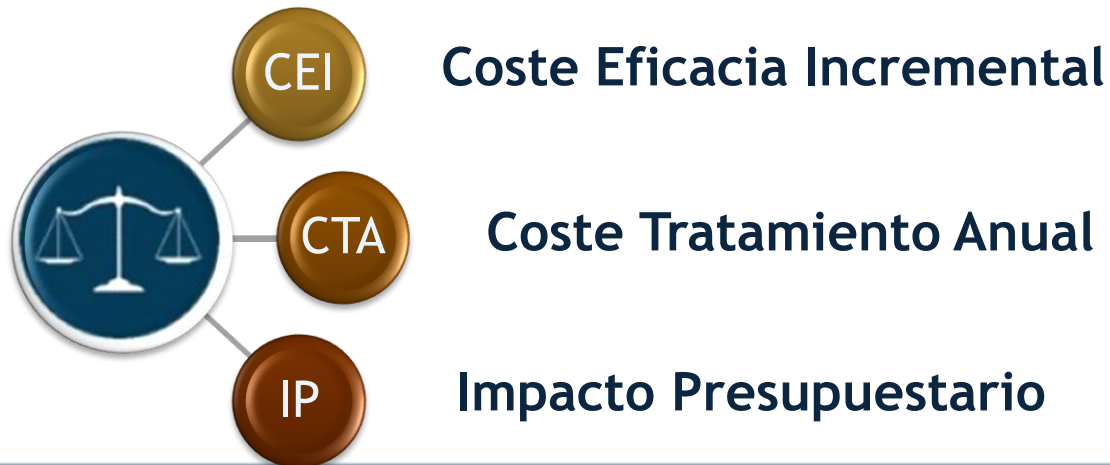 CEI Coste Eficacia Incremental
CTA Coste Tratamiento Anual
IP Impacto Presupuestario